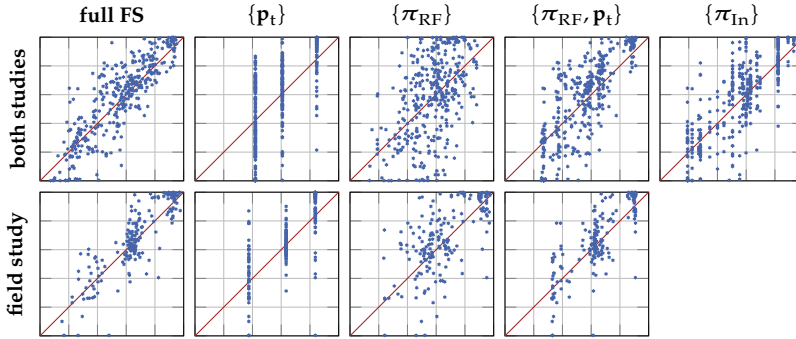 full FS {p_t} {π_RF} {π_RF, p_t} {π_In}
both studies
field study